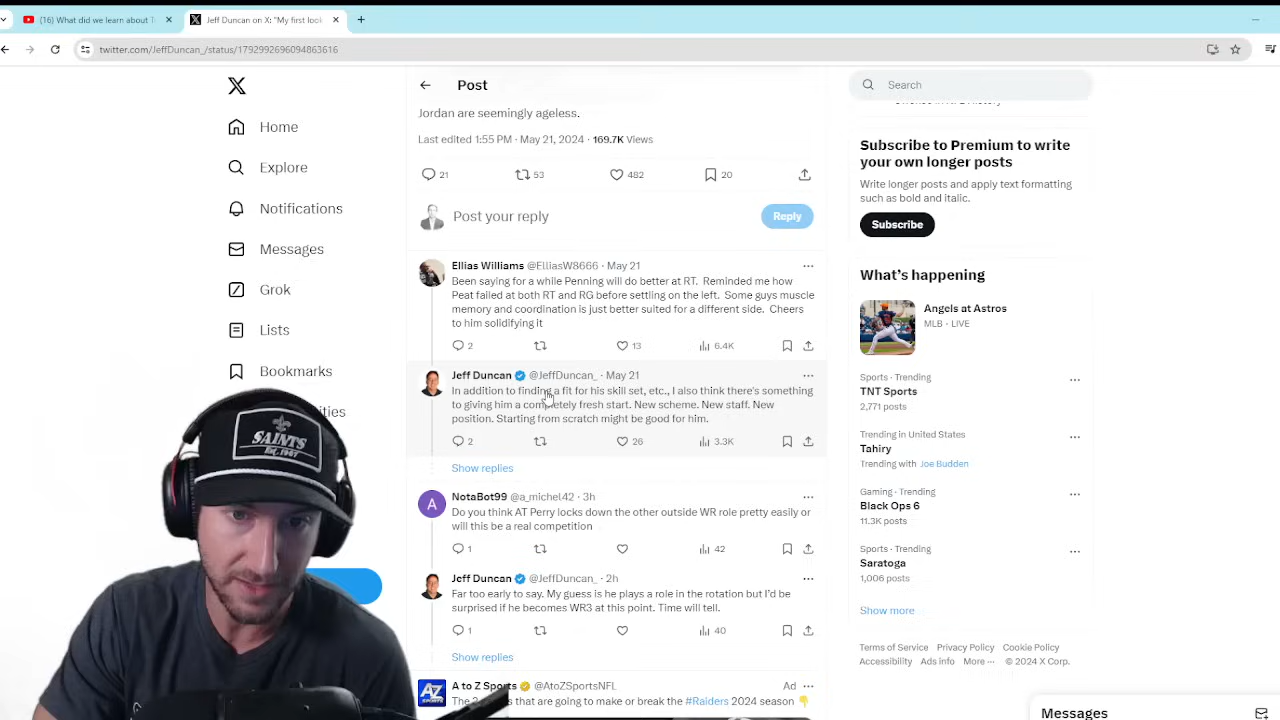 (16) What did we learn about T
Jeff Duncan on X: "My first loo
twitter.com/JeffDuncan_/status/1792992696094863616
Home
Explore
Notifications
Messages
Grok
Lists
Bookmarks
SAINTS
EST. 1967
Post
Jordan are seemingly ageless.
Last edited 1:55 PM · May 21, 2024 · 169.7K Views
21 53 482 20
Post your reply
Reply
Ellias Williams @ElliasW8666 · May 21
Been saying for a while Penning will do better at RT. Reminded me how
Peat failed at both RT and RG before settling on the left. Some guys muscle
memory and coordination is just better suited for a different side. Cheers
to him solidifying it
2 13 6.4K
Jeff Duncan @JeffDuncan_ · May 21
In addition to finding a fit for his skill set, etc., I also think there's something
to giving him a completely fresh start. New scheme. New staff. New
position. Starting from scratch might be good for him.
2 26 3.3K
Show replies
A
NotaBot99 @a_michel42 · 3h
Do you think AT Perry locks down the other outside WR role pretty easily or
will this be a real competition
1 42
Jeff Duncan @JeffDuncan_ · 2h
Far too early to say. My guess is he plays a role in the rotation but I'd be
surprised if he becomes WR3 at this point. Time will tell.
1 40
Show replies
AZ
SPORTS
A to Z Sports @AtoZSportsNFL Ad
that are going to make or break the #Raiders 2024 season
Search
Subscribe to Premium to write
your own longer posts
Write longer posts and apply text formatting
such as bold and italic.
Subscribe
What's happening
Angels at Astros
MLB · LIVE
Sports · Trending
TNT Sports
2,771 posts
Trending in United States
Tahiry
Trending with Joe Budden
Gaming · Trending
Black Ops 6
11.3K posts
Sports · Trending
Saratoga
1,006 posts
Show more
Terms of Service Privacy Policy Cookie Policy
Accessibility Ads info More ··· © 2024 X Corp.
Messages